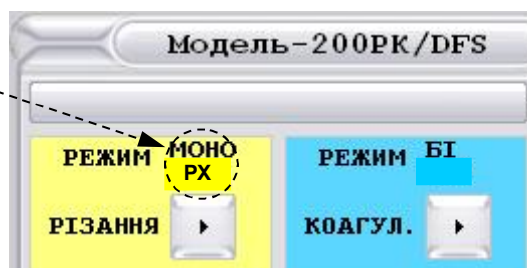 Модель-200РК/DFS
РЕЖИМ МОНО РЕЖИМ БІ
РХ
РІЗАННЯ КОАГУЛ.